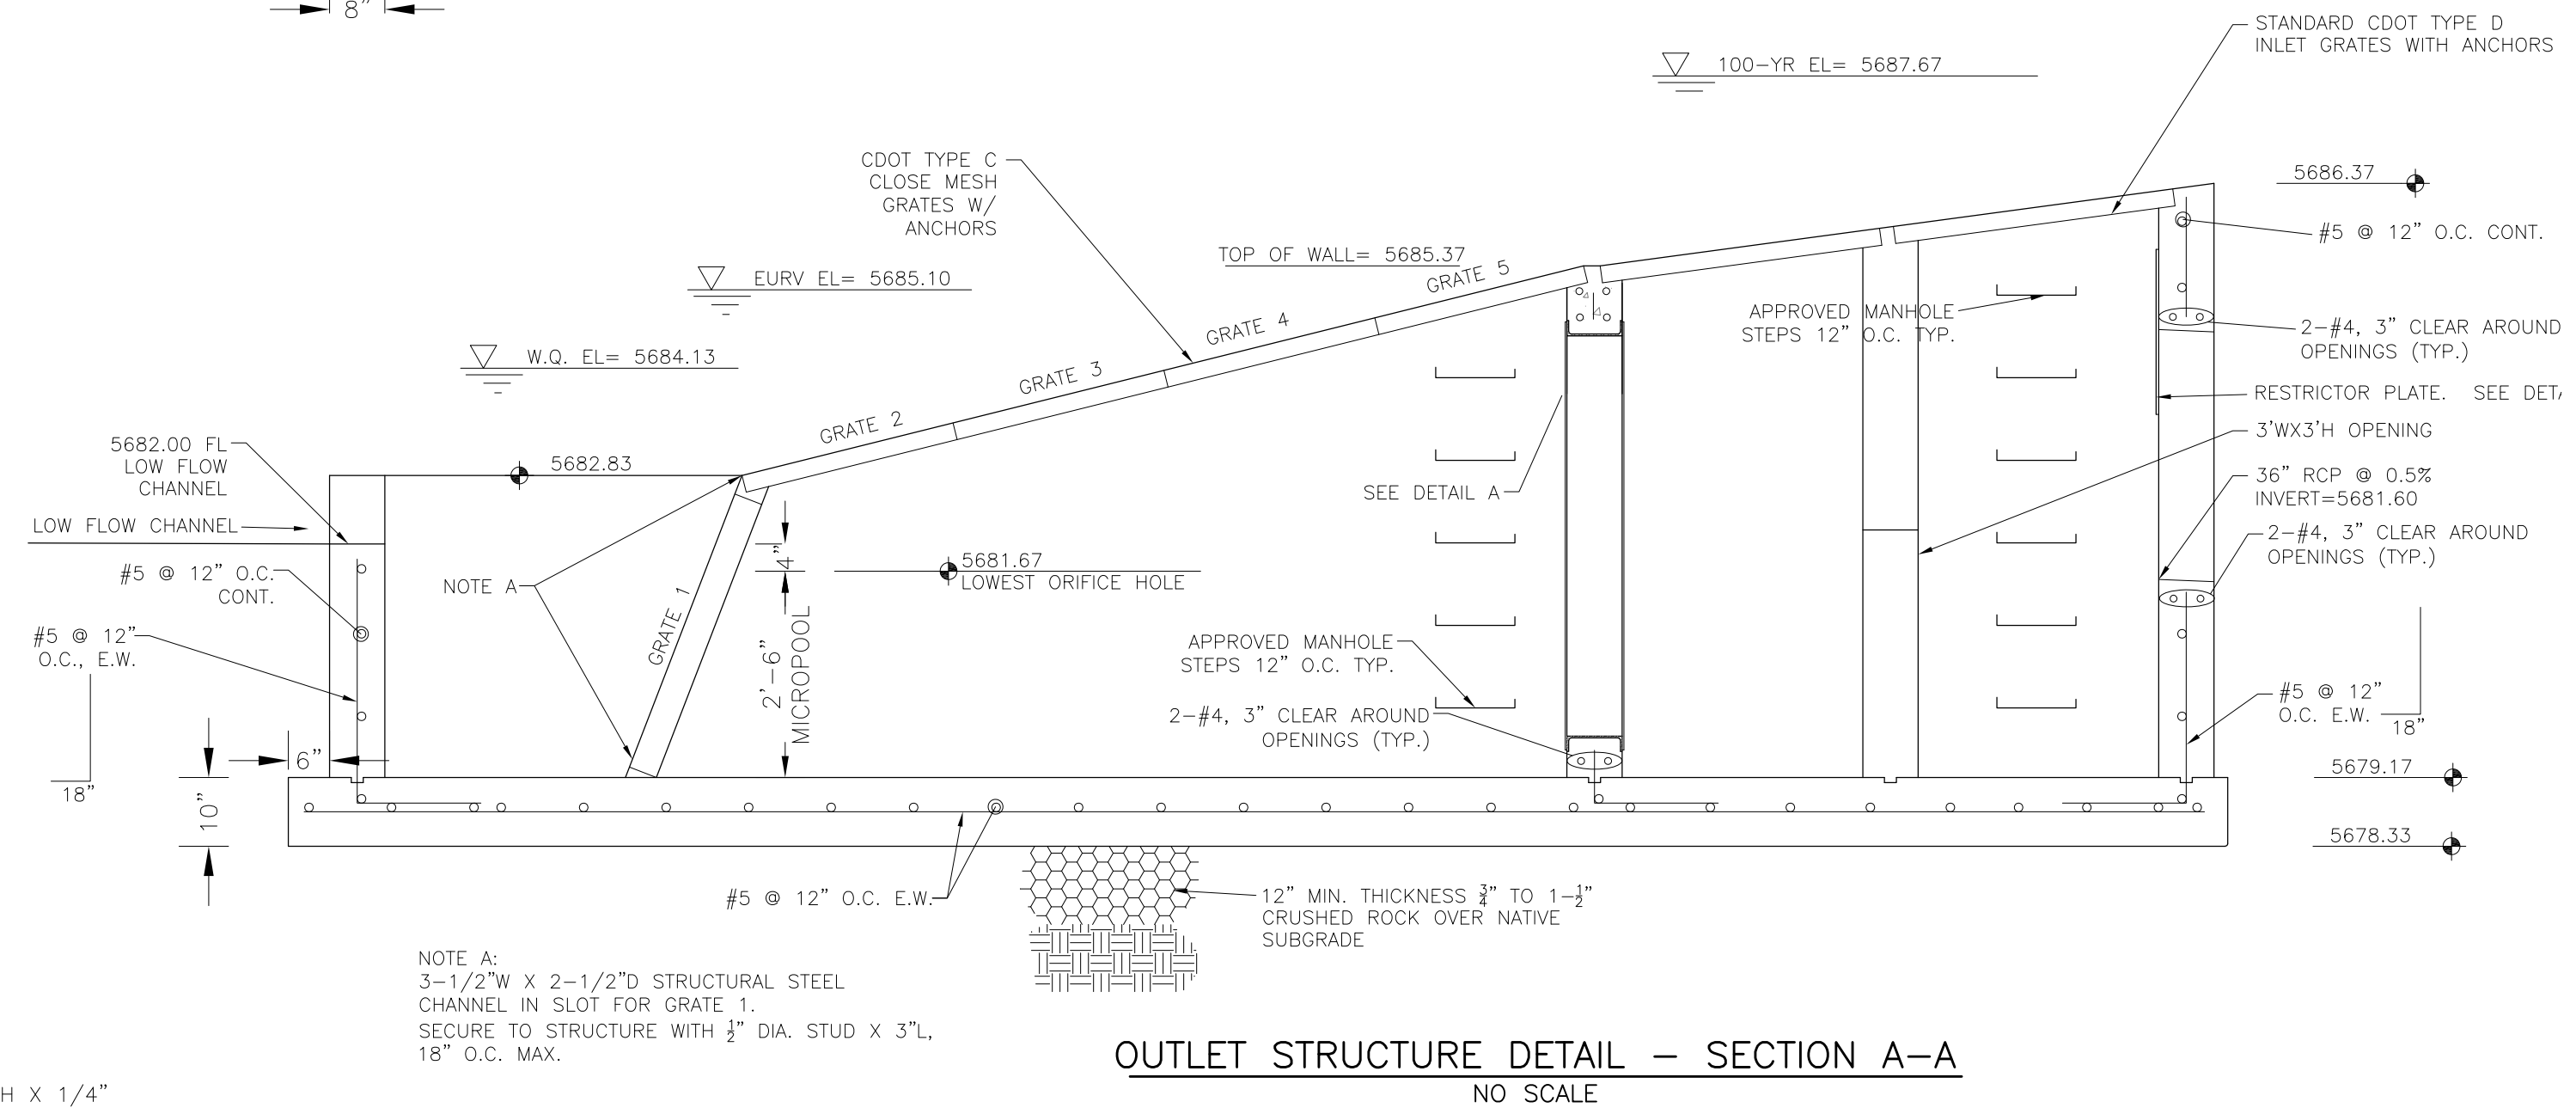 8”
STANDARD CDOT TYPE D
INLET GRATES WITH ANCHORS
100-YR EL= 5687.67
CDOT TYPE C
CLOSE MESH
GRATES W/
ANCHORS
5686.37
#5 @ 12” O.C. CONT.
TOP OF WALL= 5685.37
EURV EL= 5685.10
GRATE 5
GRATE 4
GRATE 3
GRATE 2
GRATE 1
APPROVED MANHOLE
STEPS 12” O.C. TYP.
2-#4, 3” CLEAR AROUND
OPENINGS (TYP.)
W.Q. EL= 5684.13
RESTRICTOR PLATE. SEE
3'WX3'H OPENING
5682.00 FL
LOW FLOW
CHANNEL
5682.83
SEE DETAIL A
36” RCP @ 0.5%
INVERT=5681.60
LOW FLOW CHANNEL
2-#4, 3” CLEAR AROUND
OPENINGS (TYP.)
4”
5681.67
LOWEST ORIFICE HOLE
#5 @ 12” O.C.
CONT.
NOTE A
#5 @ 12”
O.C., E.W.
2'-6”
MICROPOOL
APPROVED MANHOLE
STEPS 12” O.C. TYP.
2-#4, 3” CLEAR AROUND
OPENINGS (TYP.)
#5 @ 12”
O.C. E.W.
18”
6”
18”
10”
5679.17
5678.33
#5 @ 12” O.C. E.W.
12” MIN. THICKNESS 3/4” TO 1-1/2”
CRUSHED ROCK OVER NATIVE
SUBGRADE
NOTE A:
3-1/2”W X 2-1/2”D STRUCTURAL STEEL
CHANNEL IN SLOT FOR GRATE 1.
SECURE TO STRUCTURE WITH 1/2” DIA. STUD X 3”L,
18” O.C. MAX.
OUTLET STRUCTURE DETAIL - SECTION A-A
NO SCALE
H X 1/4”